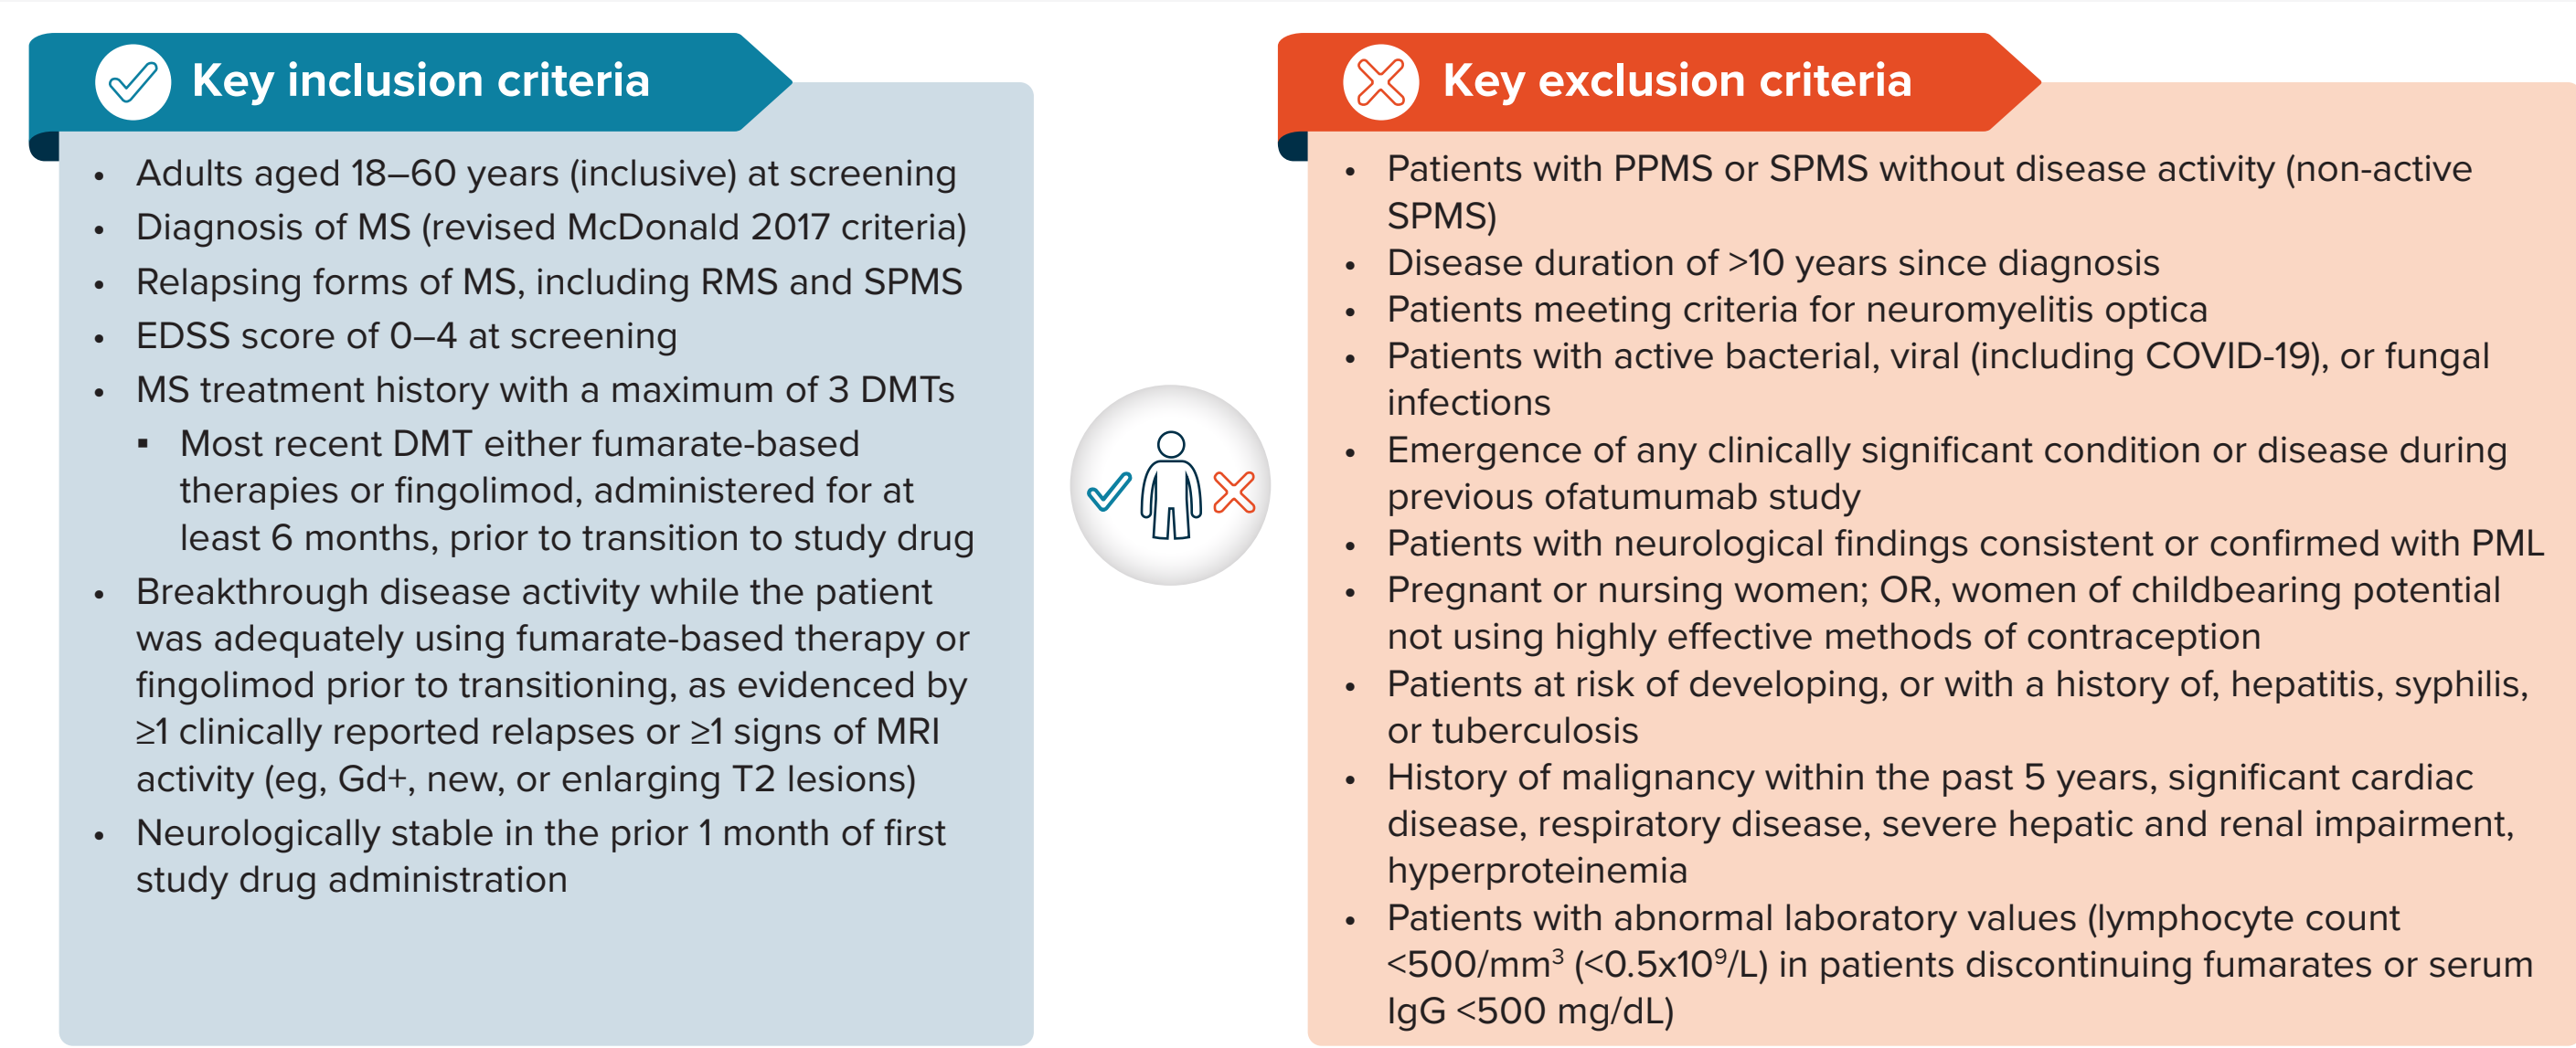 Key inclusion criteria
• Adults aged 18–60 years (inclusive) at screening
• Diagnosis of MS (revised McDonald 2017 criteria)
• Relapsing forms of MS, including RMS and SPMS
• EDSS score of 0–4 at screening
• MS treatment history with a maximum of 3 DMTs
▪ Most recent DMT either fumarate-based
therapies or fingolimod, administered for at
least 6 months, prior to transition to study drug
• Breakthrough disease activity while the patient
was adequately using fumarate-based therapy or
fingolimod prior to transitioning, as evidenced by
≥1 clinically reported relapses or ≥1 signs of MRI
activity (eg, Gd+, new, or enlarging T2 lesions)
• Neurologically stable in the prior 1 month of first
study drug administration
Key exclusion criteria
• Patients with PPMS or SPMS without disease activity (non-active
SPMS)
• Disease duration of >10 years since diagnosis
• Patients meeting criteria for neuromyelitis optica
• Patients with active bacterial, viral (including COVID-19), or fungal
infections
• Emergence of any clinically significant condition or disease during
previous ofatumumab study
• Patients with neurological findings consistent or confirmed with PML
• Pregnant or nursing women; OR, women of childbearing potential
not using highly effective methods of contraception
• Patients at risk of developing, or with a history of, hepatitis, syphilis,
or tuberculosis
• History of malignancy within the past 5 years, significant cardiac
disease, respiratory disease, severe hepatic and renal impairment,
hyperproteinemia
• Patients with abnormal laboratory values (lymphocyte count
<500/mm³ (<0.5x10⁹/L) in patients discontinuing fumarates or serum
IgG <500 mg/dL)